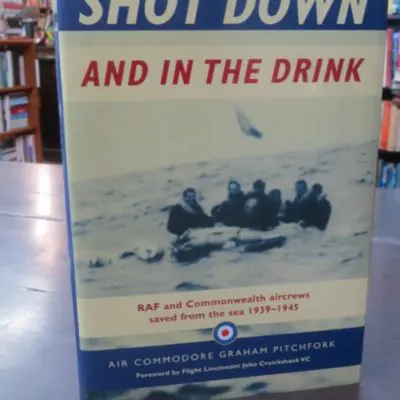 SHOT DOWN
AND IN THE DRINK
RAF and Commonwealth aircrews
saved from the sea 1939–1945
AIR COMMODORE GRAHAM PITCHFORK
Foreword by Flight Lieutenant John Cruickshank VC